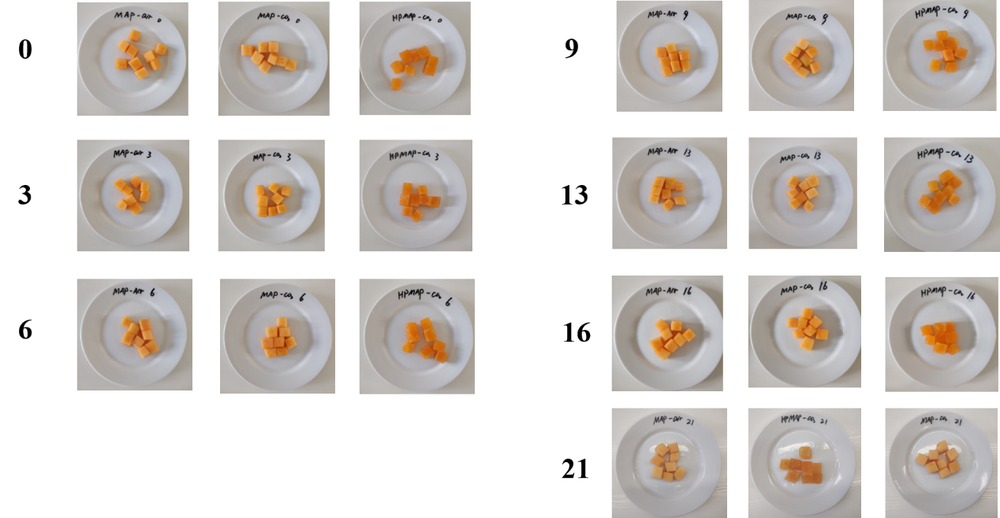 0
MAP-air 0
MAP-CO₂ 0
HPMAP-CO₂ 0
3
MAP-air 3
MAP-CO₂ 3
HPMAP-CO₂ 3
6
MAP-Air 6
MAP-CO₂ 6
HPMAP-CO₂ 6
9
MAP-Air 9
MAP-CO₂ 9
HPMAP-CO₂ 9
13
MAP-Air 13
MAP-CO₂ 13
HPMAP-CO₂ 13
16
MAP-Air 16
MAP-CO₂ 16
HPMAP-CO₂ 16
21
MAP-air 21
HPMAP-CO₂ 21
MAP-CO₂ 21